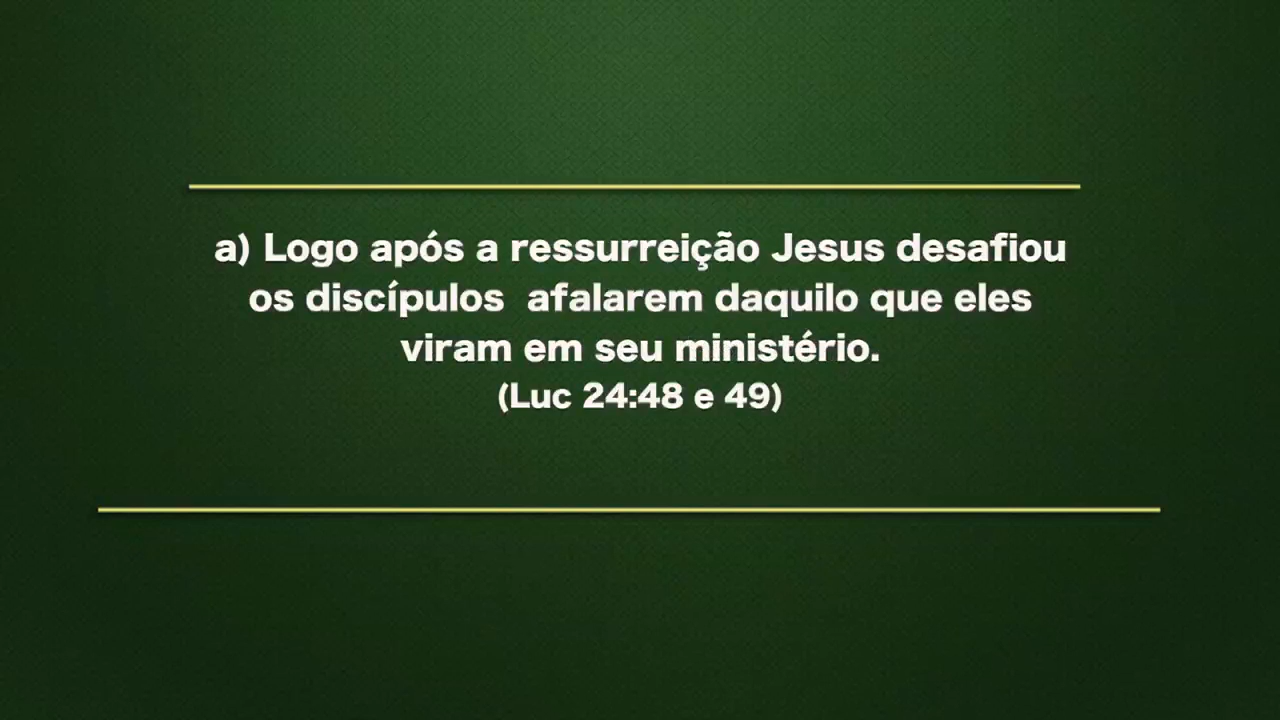 a) Logo após a ressurreição Jesus desafiou
os discípulos  afalarem daquilo que eles
viram em seu ministério.
(Luc 24:48 e 49)